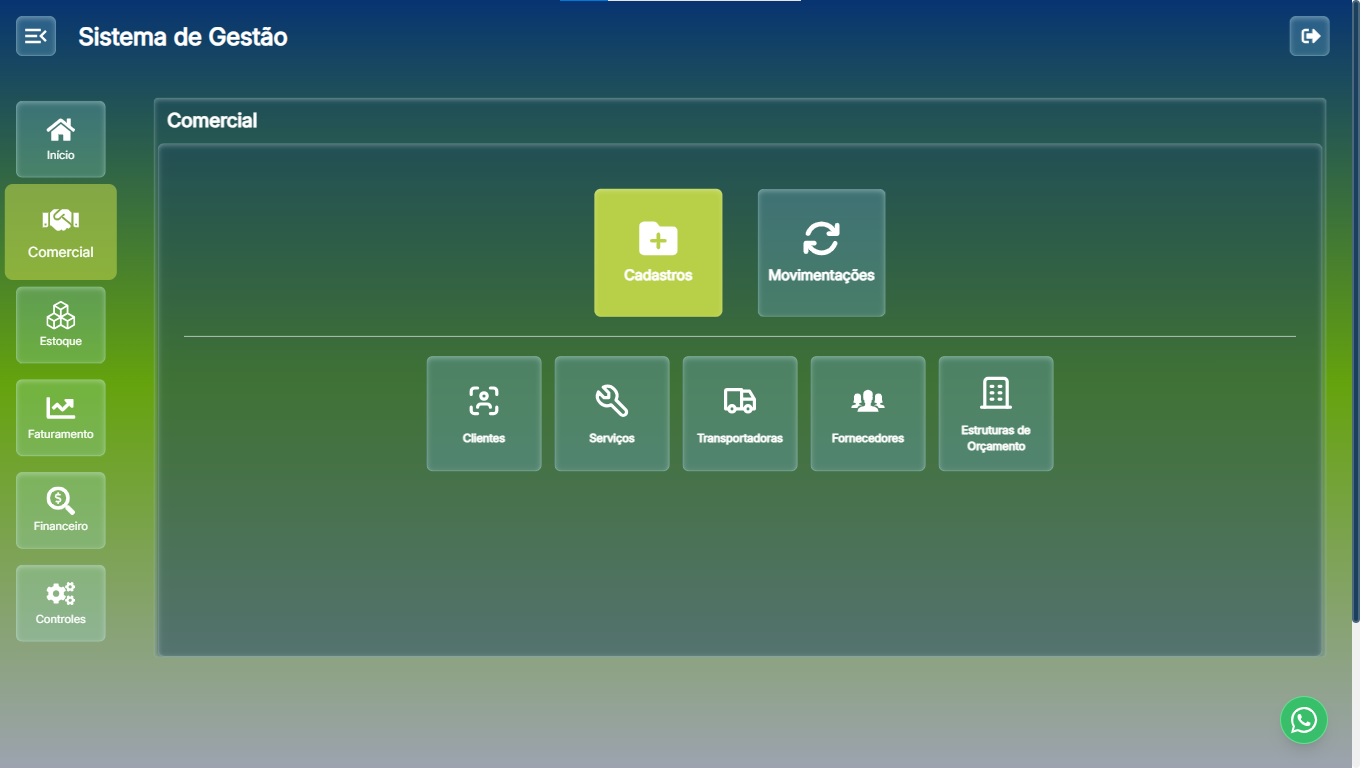 Sistema de Gestão
Início
Comercial
Estoque
Faturamento
Financeiro
Controles
Comercial
Cadastros
Movimentações
Clientes
Serviços
Transportadoras
Fornecedores
Estruturas de
Orçamento